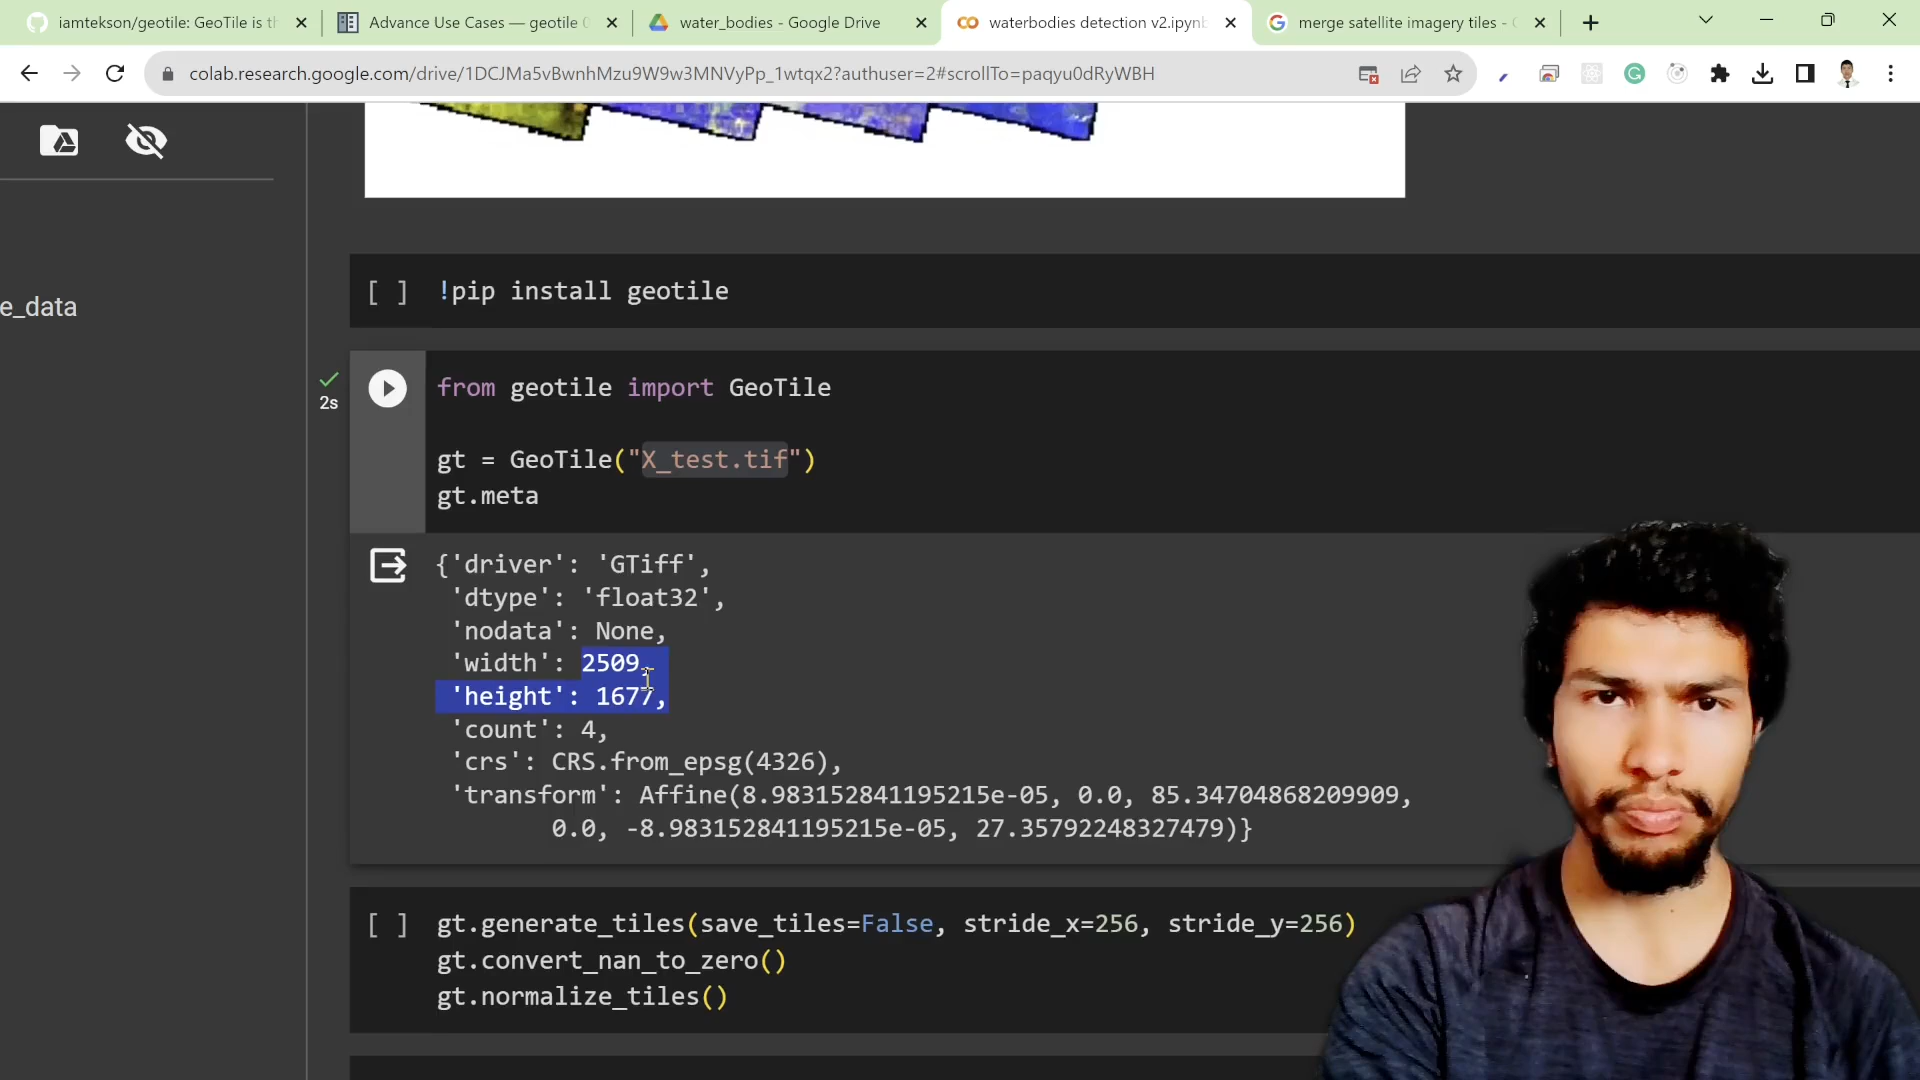 iamtekson/geotile: GeoTile is th
Advance Use Cases — geotile 0
water_bodies - Google Drive
waterbodies detection v2.ipynb
merge satellite imagery tiles - G
colab.research.google.com/drive/1DCJMa5vBwnhMzu9W9w3MNVyPp_1wtqx2?authuser=2#scrollTo=paqyu0dRyWBH
e_data
[ ] !pip install geotile
2s
from geotile import GeoTile
gt = GeoTile("X_test.tif")
gt.meta
{'driver': 'GTiff',
'dtype': 'float32',
'nodata': None,
'width': 2509,
'height': 1677,
'count': 4,
'crs': CRS.from_epsg(4326),
'transform': Affine(8.983152841195215e-05, 0.0, 85.34704868209909,
0.0, -8.983152841195215e-05, 27.35792248327479)}
[ ] gt.generate_tiles(save_tiles=False, stride_x=256, stride_y=256)
gt.convert_nan_to_zero()
gt.normalize_tiles()